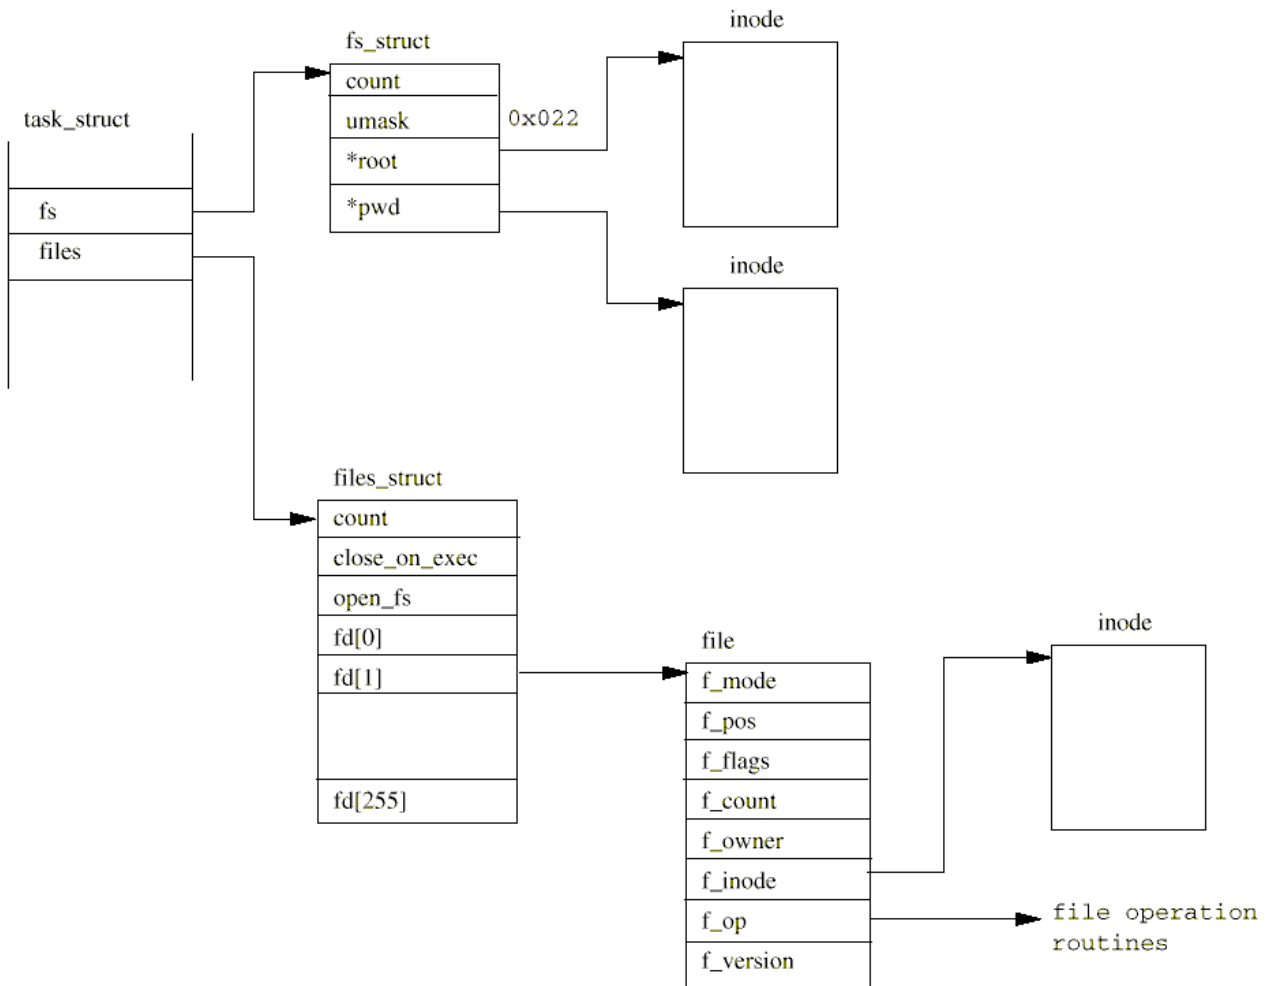 task_struct
fs
files
fs_struct
count
umask
0x022
*root
*pwd
inode
inode
files_struct
count
close_on_exec
open_fs
fd[0]
fd[1]
fd[255]
file
f_mode
f_pos
f_flags
f_count
f_owner
f_inode
f_op
f_version
inode
file operation
routines